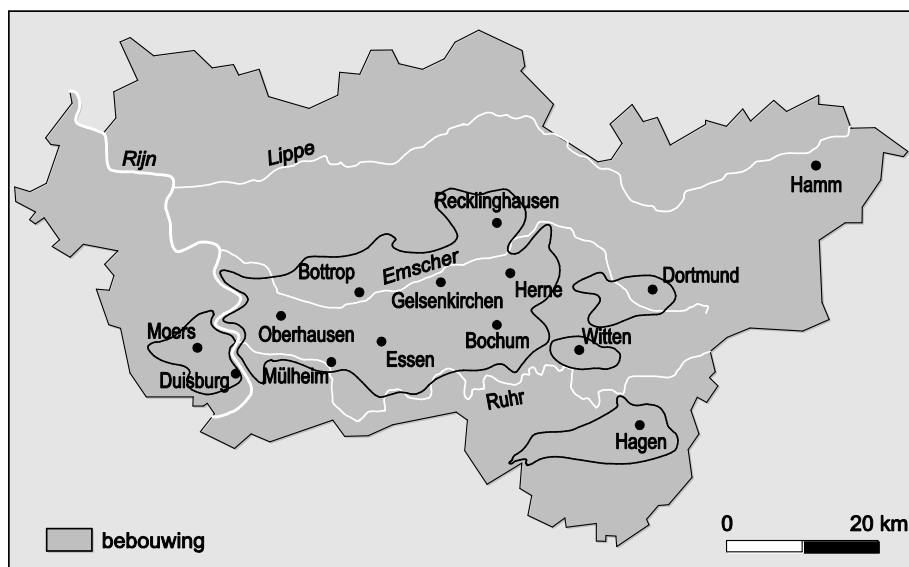 Rijn
Lippe
Hamm
Recklinghausen
Bottrop
Emscher
Dortmund
Gelsenkirchen
Herne
Moers
Oberhausen
Bochum
Witten
Essen
Duisburg
Mülheim
Ruhr
Hagen
0 20 km
bebouwing